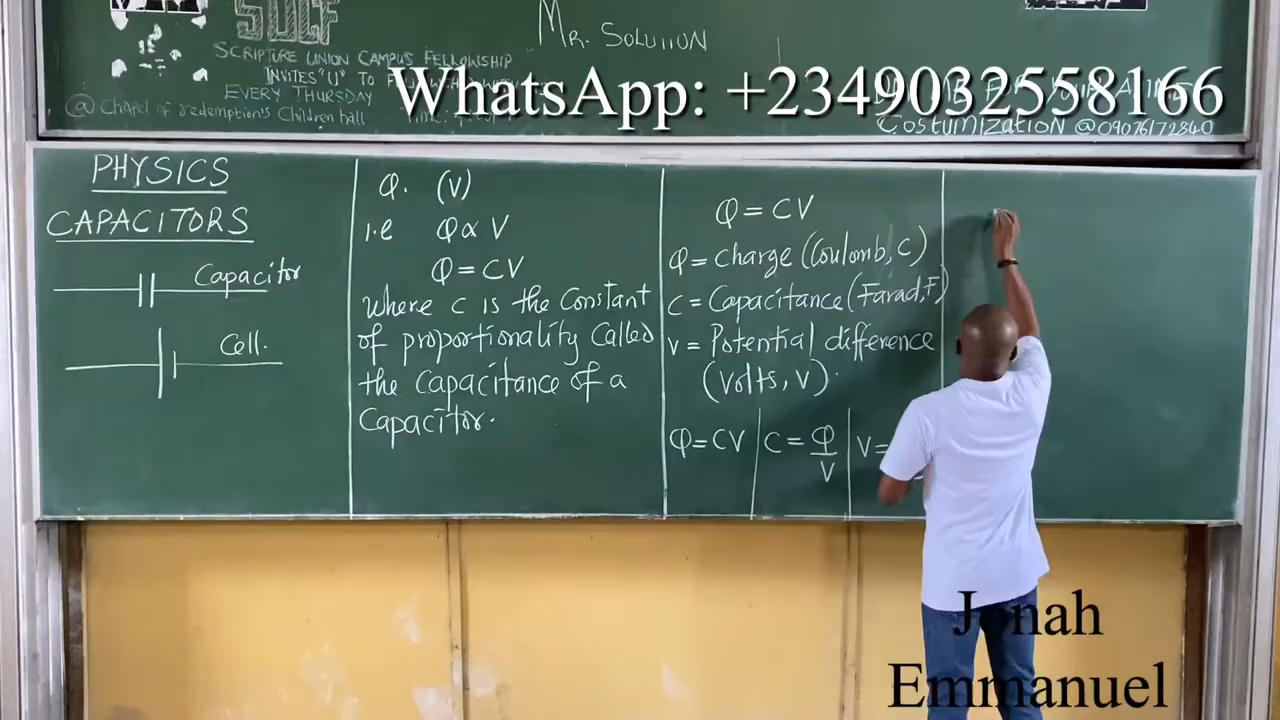 SUCF
SCRIPTURE UNION CAMPUS FELLOWSHIP
INVITES "U" TO
EVERY THURSDAY
@ Chapel of redemption's Children hall
MR. SOLUTION
WhatsApp: +2349032558166
Costumization @09076172840
PHYSICS
CAPACITORS
Capacitor
Cell.
Q. (V)
i.e Q ∝ V
Q = CV
Where C is the Constant
of proportionality Called
the Capacitance of a
Capacitor.
Q = CV
Q = Charge (Coulomb, C)
C = Capacitance (Farad, F)
V = Potential difference
(Volts, V).
Q = CV | C = Q/V | V =
Jonah
Emmanuel